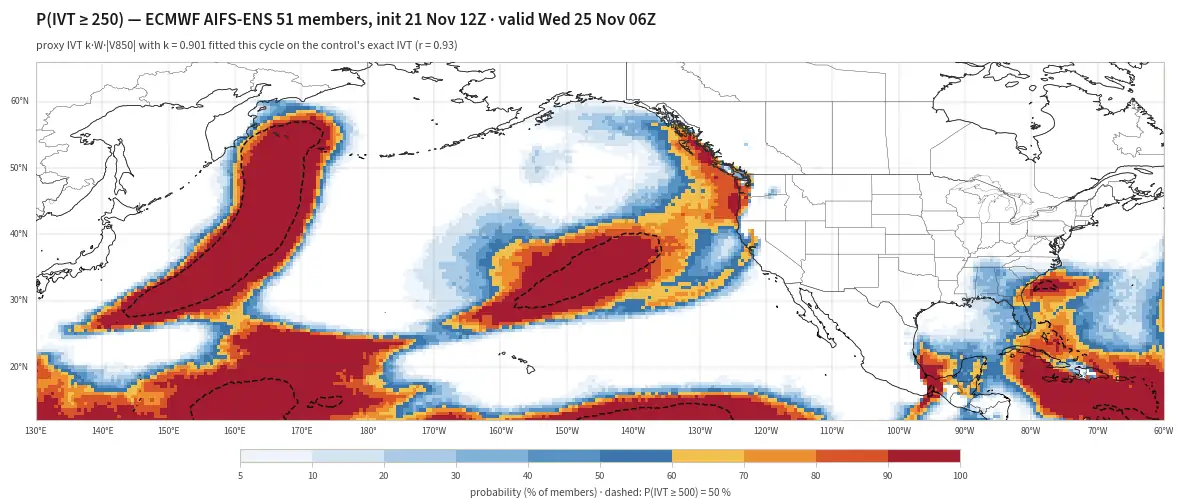 P(IVT ≥ 250) — ECMWF AIFS-ENS 51 members, init 21 Nov 12Z · valid Wed 25 Nov 06Z
proxy IVT k·W·|V850| with k = 0.901 fitted this cycle on the control's exact IVT (r = 0.93)
60°N
50°N
40°N
30°N
20°N
130°E 140°E 150°E 160°E 170°E 180° 170°W 160°W 150°W 140°W 130°W 120°W 110°W 100°W 90°W 80°W 70°W 60°W
5 10 20 30 40 50 60 70 80 90 100
probability (% of members) · dashed: P(IVT ≥ 500) = 50 %